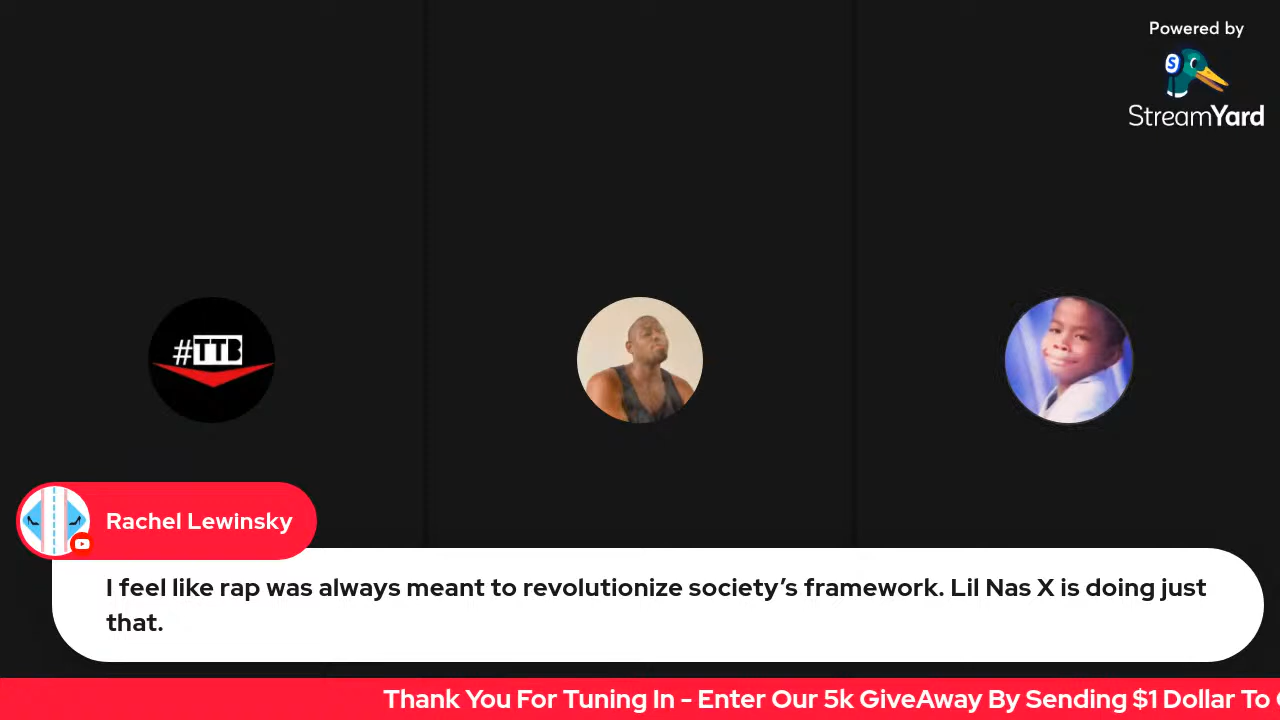 Powered by
S
StreamYard
#TTB
Rachel Lewinsky
I feel like rap was always meant to revolutionize society’s framework. Lil Nas X is doing just
that.
Thank You For Tuning In - Enter Our 5k GiveAway By Sending $1 Dollar To